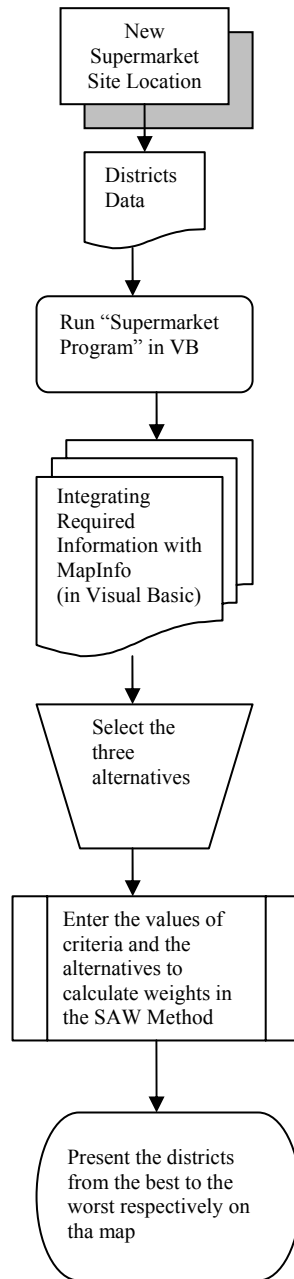 New
Supermarket
Site Location
Districts
Data
Run “Supermarket
Program” in VB
Integrating
Required
Information with
MapInfo
(in Visual Basic)
Select the
three
alternatives
Enter the values of
criteria and the
alternatives to
calculate weights in
the SAW Method
Present the districts
from the best to the
worst respectively on
tha map